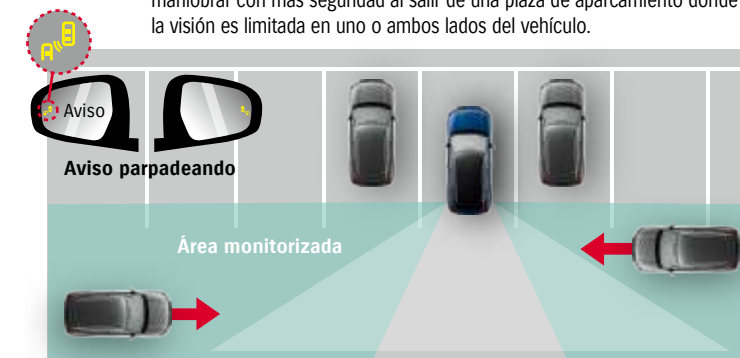 maniobrar con más seguridad al salir de una plaza de aparcamiento donde
la visión es limitada en uno o ambos lados del vehículo.
Aviso
Aviso parpadeando
Área monitorizada